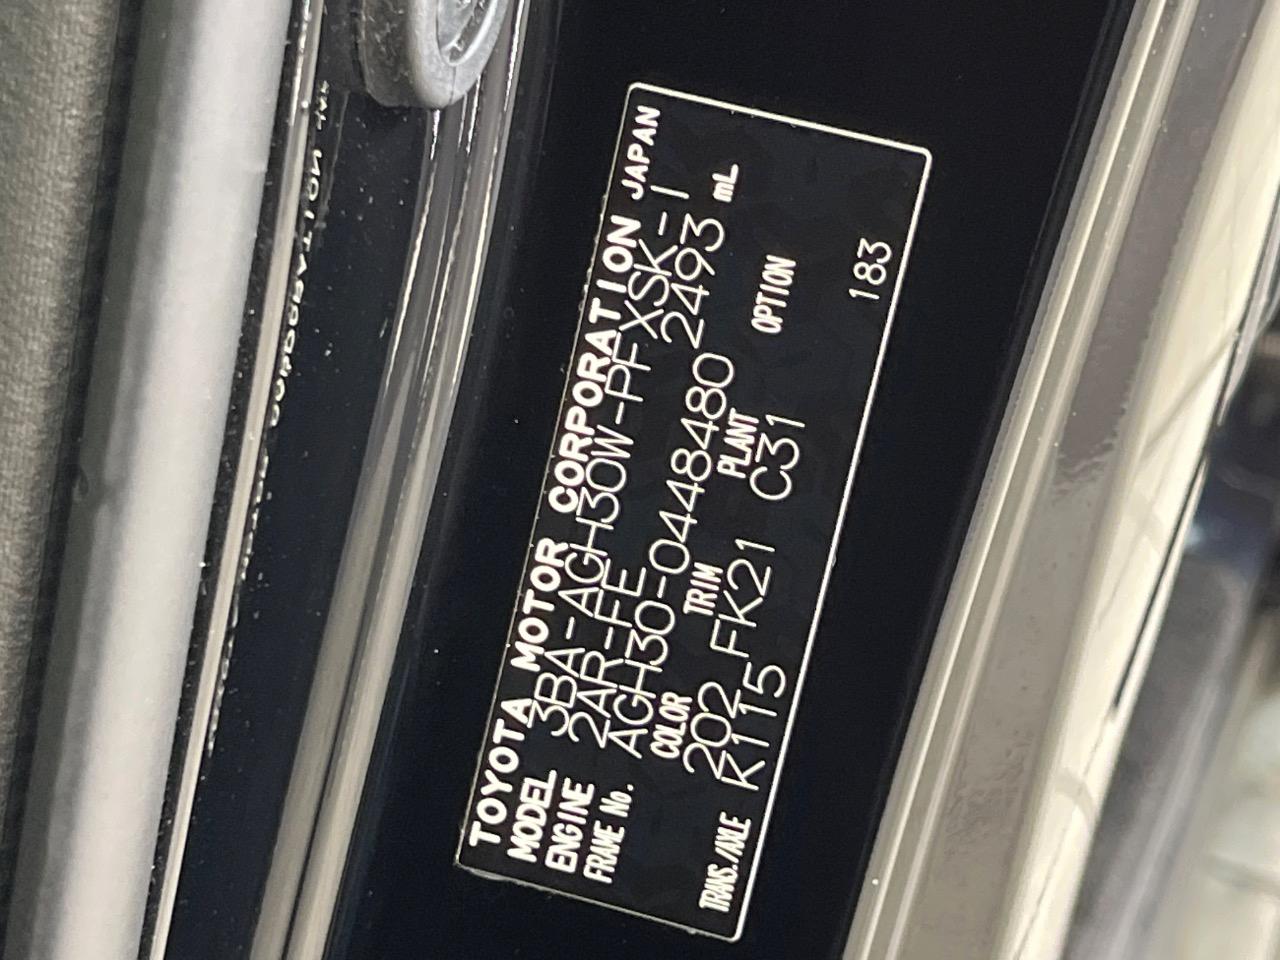 TOYOTA MOTOR CORPORATION JAPAN
MODEL 3BA-AGH30W-PFXSK-1
ENGINE 2AR-FE 2493 mL
FRAME No. AGH30-0448480
COLOR TRIM PLANT OPTION
202 FK21 C31
TRANS./AXLE K115
183